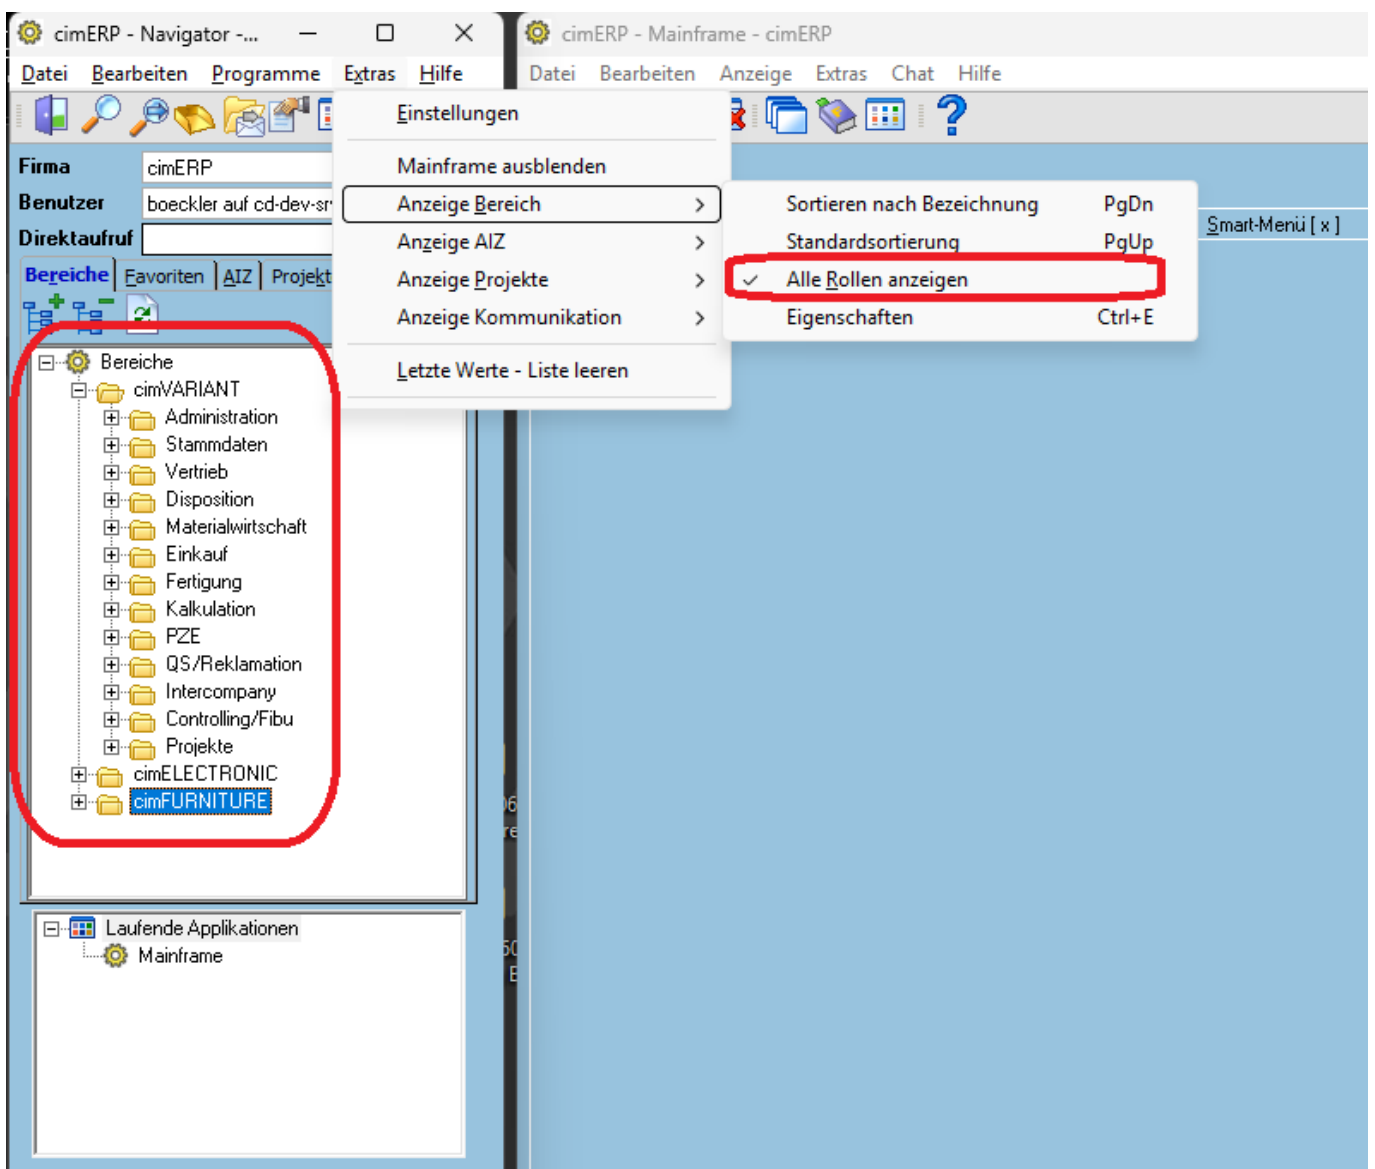 cimERP - Navigator -...
cimERP - Mainframe - cimERP
Datei Bearbeiten Programme Extras Hilfe
Datei Bearbeiten Anzeige Extras Chat Hilfe
Firma cimERP
Benutzer boeckler auf cd-dev-sr
Direktaufruf
Bereiche Favoriten AIZ Projekt
Einstellungen
Mainframe ausblenden
Anzeige Bereich
Anzeige AIZ
Anzeige Projekte
Anzeige Kommunikation
Letzte Werte - Liste leeren
Sortieren nach Bezeichnung PgDn
Standardsortierung PgUp
Alle Rollen anzeigen
Eigenschaften Ctrl+E
Smart-Menü [ x ]
Bereiche
cimVARIANT
Administration
Stammdaten
Vertrieb
Disposition
Materialwirtschaft
Einkauf
Fertigung
Kalkulation
PZE
QS/Reklamation
Intercompany
Controlling/Fibu
Projekte
cimELECTRONIC
cimFURNITURE
Laufende Applikationen
Mainframe